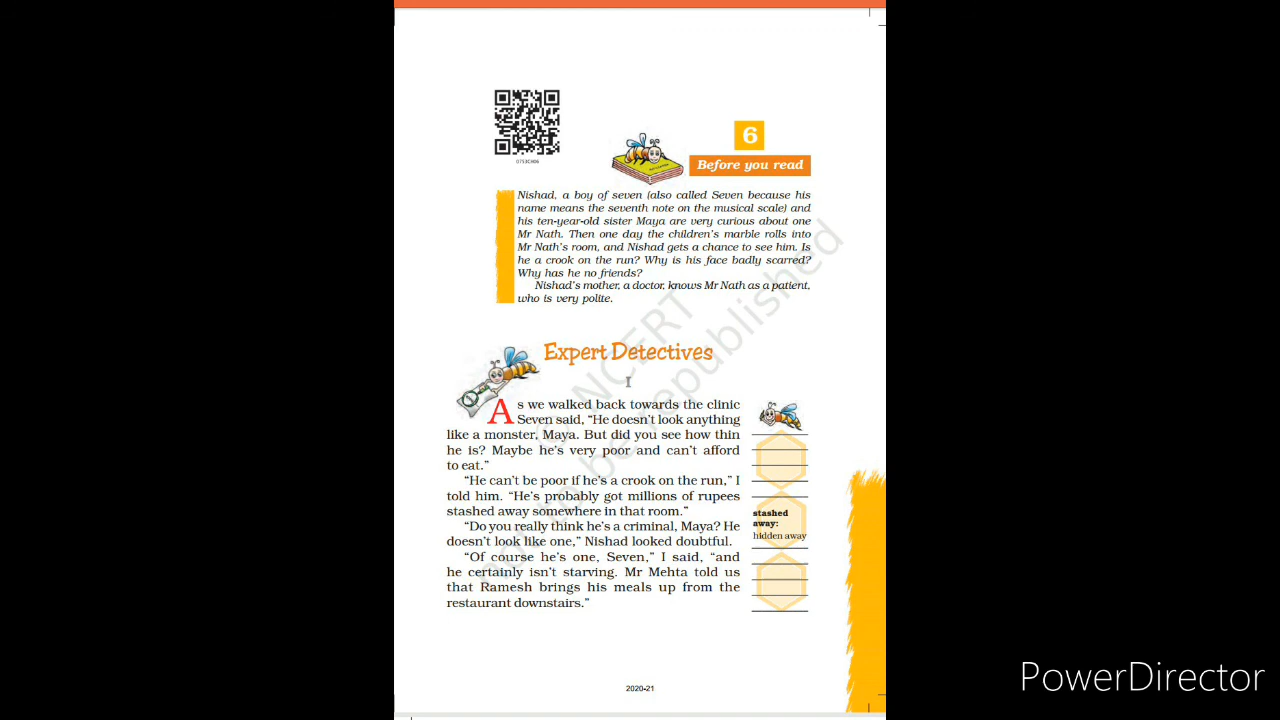 0753CH06
6
Before you read
Nishad, a boy of seven (also called Seven because his
name means the seventh note on the musical scale) and
his ten-year-old sister Maya are very curious about one
Mr Nath. Then one day the children's marble rolls into
Mr Nath's room, and Nishad gets a chance to see him. Is
he a crook on the run? Why is his face badly scarred?
Why has he no friends?
Nishad's mother, a doctor, knows Mr Nath as a patient,
who is very polite.
Expert Detectives
As we walked back towards the clinic
Seven said, “He doesn't look anything
like a monster, Maya. But did you see how thin
he is? Maybe he's very poor and can't afford
to eat.”
“He can't be poor if he's a crook on the run,” I
told him. “He's probably got millions of rupees
stashed away somewhere in that room.”
“Do you really think he's a criminal, Maya? He
doesn't look like one,” Nishad looked doubtful.
“Of course he's one, Seven,” I said, “and
he certainly isn't starving. Mr Mehta told us
that Ramesh brings his meals up from the
restaurant downstairs.”
stashed
away:
hidden away
© NCERT
not to be republished
2020-21
PowerDirector